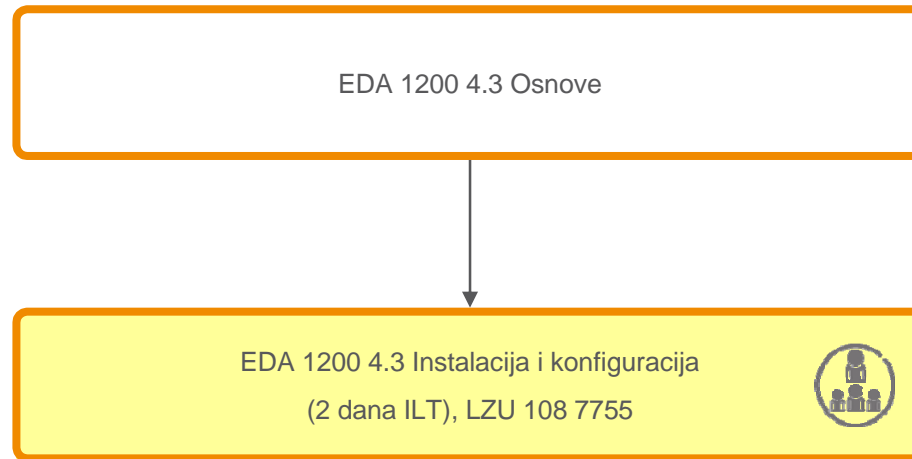 EDA 1200 4.3 Osnove
EDA 1200 4.3 Instalacija i konfiguracija
(2 dana ILT), LZU 108 7755